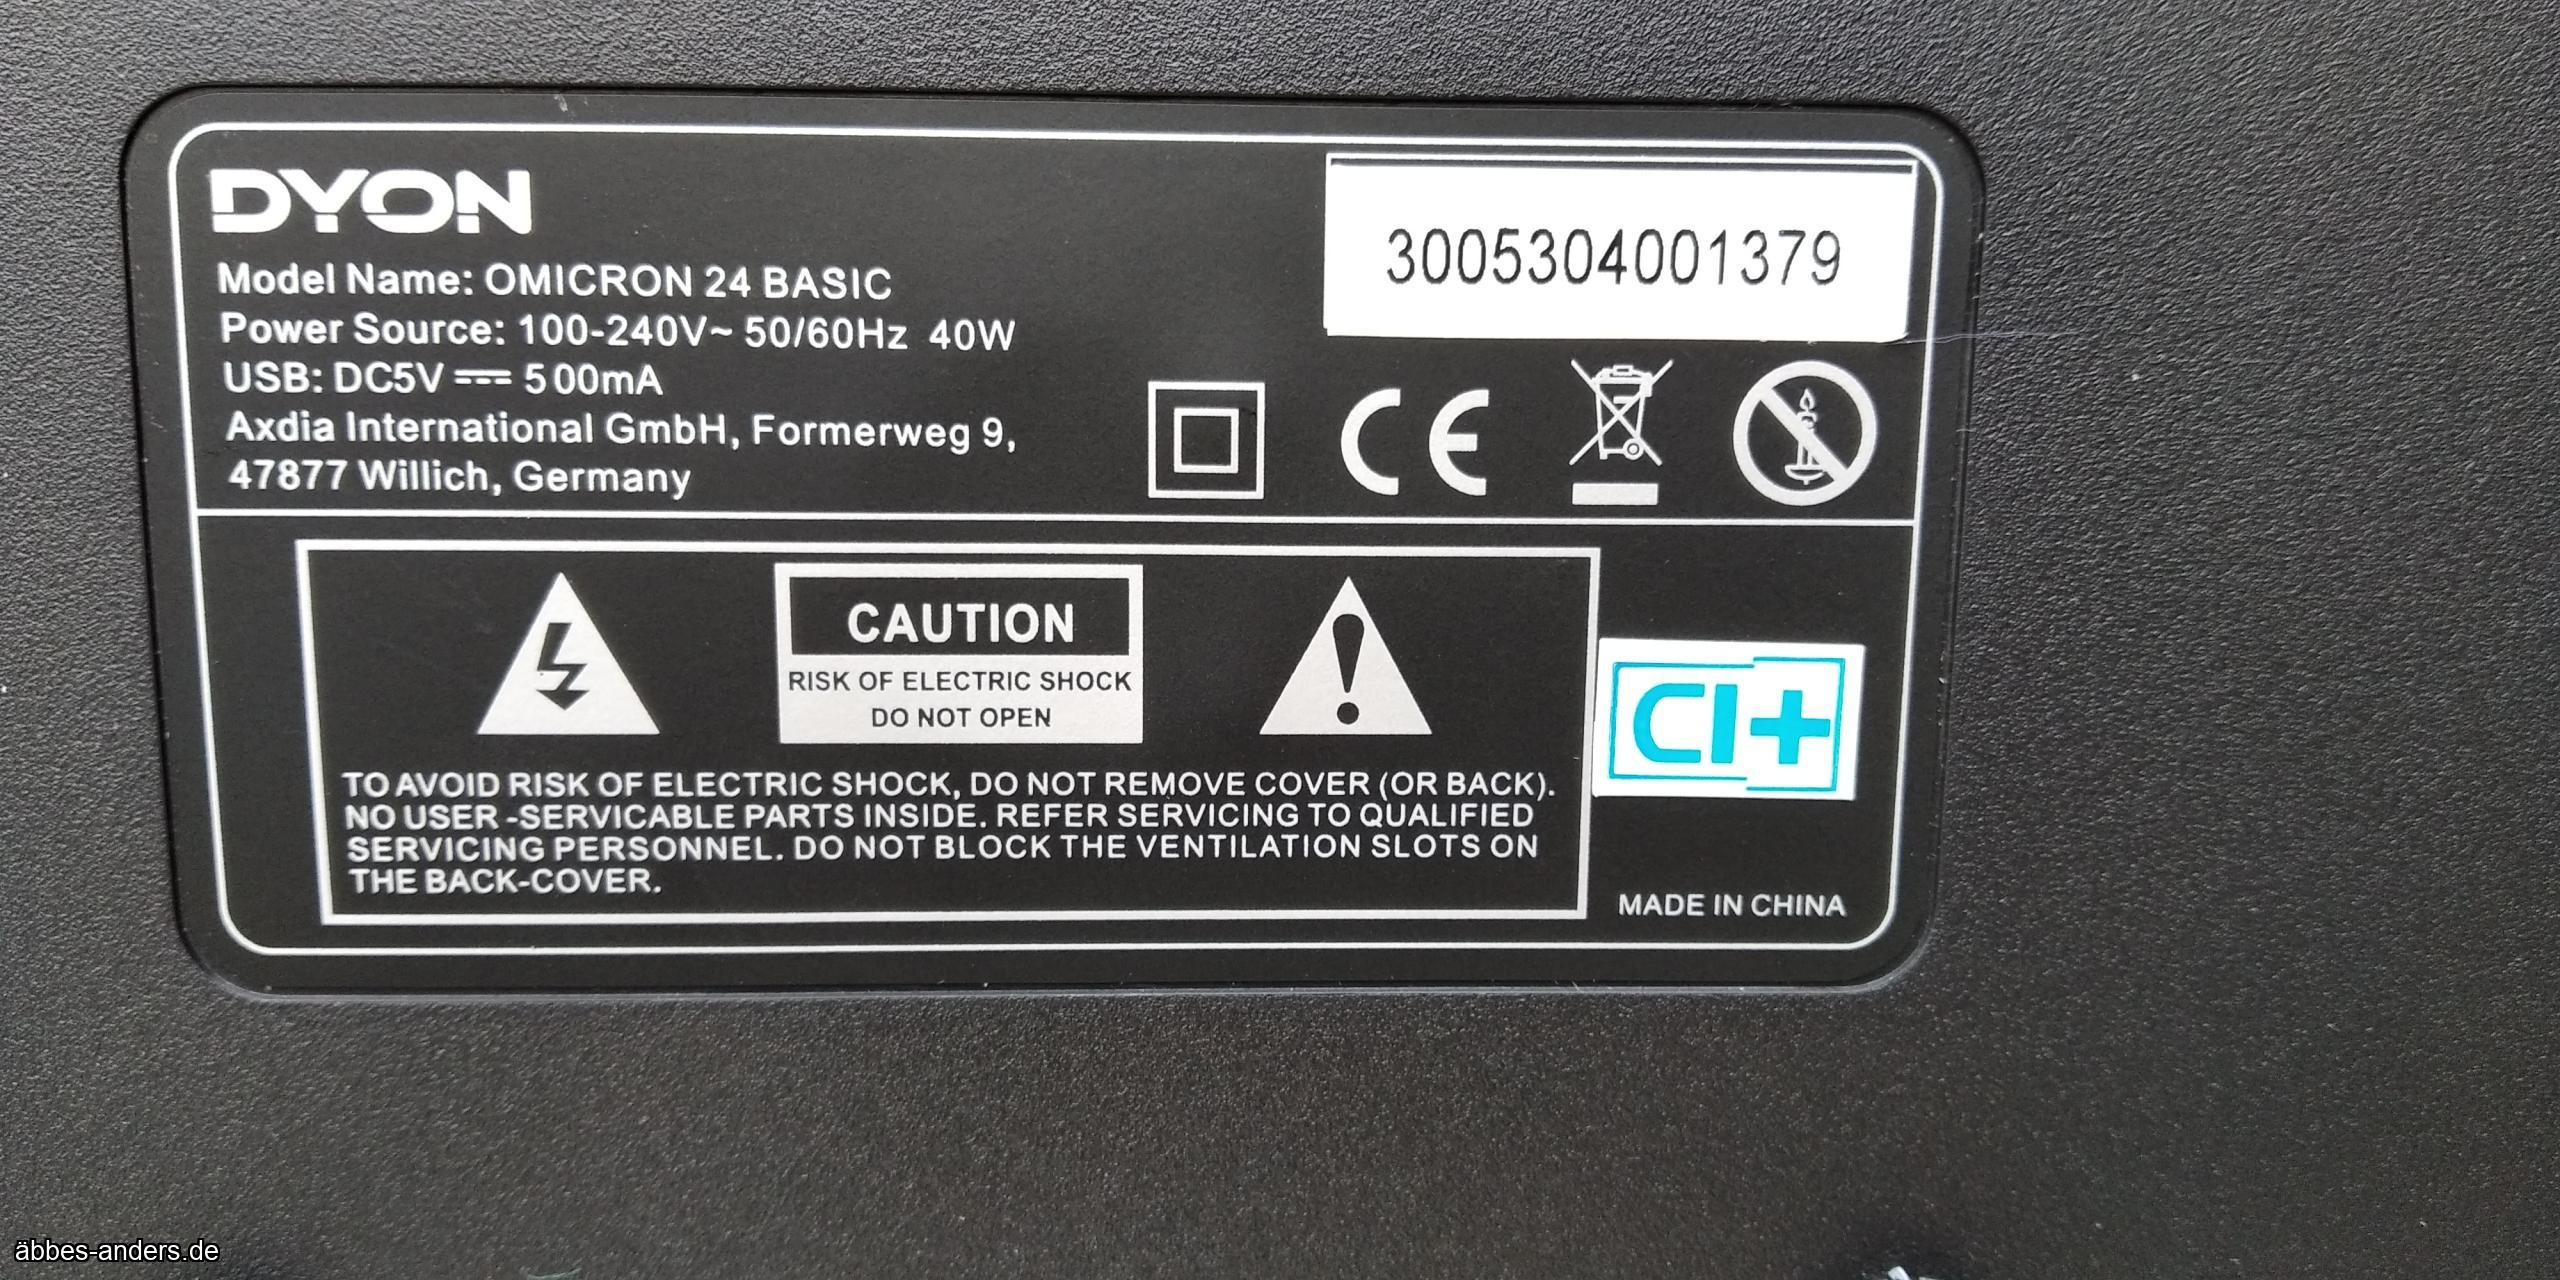 DYON
3005304001379
Model Name: OMICRON 24 BASIC
Power Source: 100-240V~ 50/60Hz 40W
USB: DC5V ⎓ 500mA
Axdia International GmbH, Formerweg 9,
47877 Willich, Germany
CE
CAUTION
RISK OF ELECTRIC SHOCK
DO NOT OPEN
CI+
TO AVOID RISK OF ELECTRIC SHOCK, DO NOT REMOVE COVER (OR BACK).
NO USER -SERVICABLE PARTS INSIDE. REFER SERVICING TO QUALIFIED
SERVICING PERSONNEL. DO NOT BLOCK THE VENTILATION SLOTS ON
THE BACK-COVER.
MADE IN CHINA
äbbes-anders.de